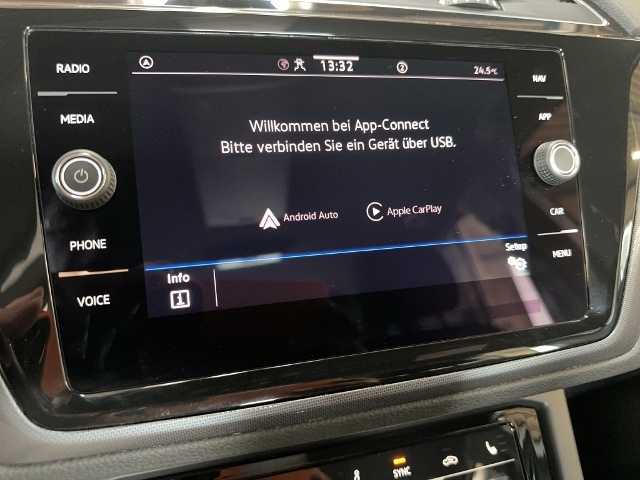 RADIO
MEDIA
PHONE
VOICE
13:32
2
24.5°C
Willkommen bei App-Connect
Bitte verbinden Sie ein Gerät über USB.
Android Auto
Apple CarPlay
Info
Setup
NAV
APP
CAR
MENU
SYNC